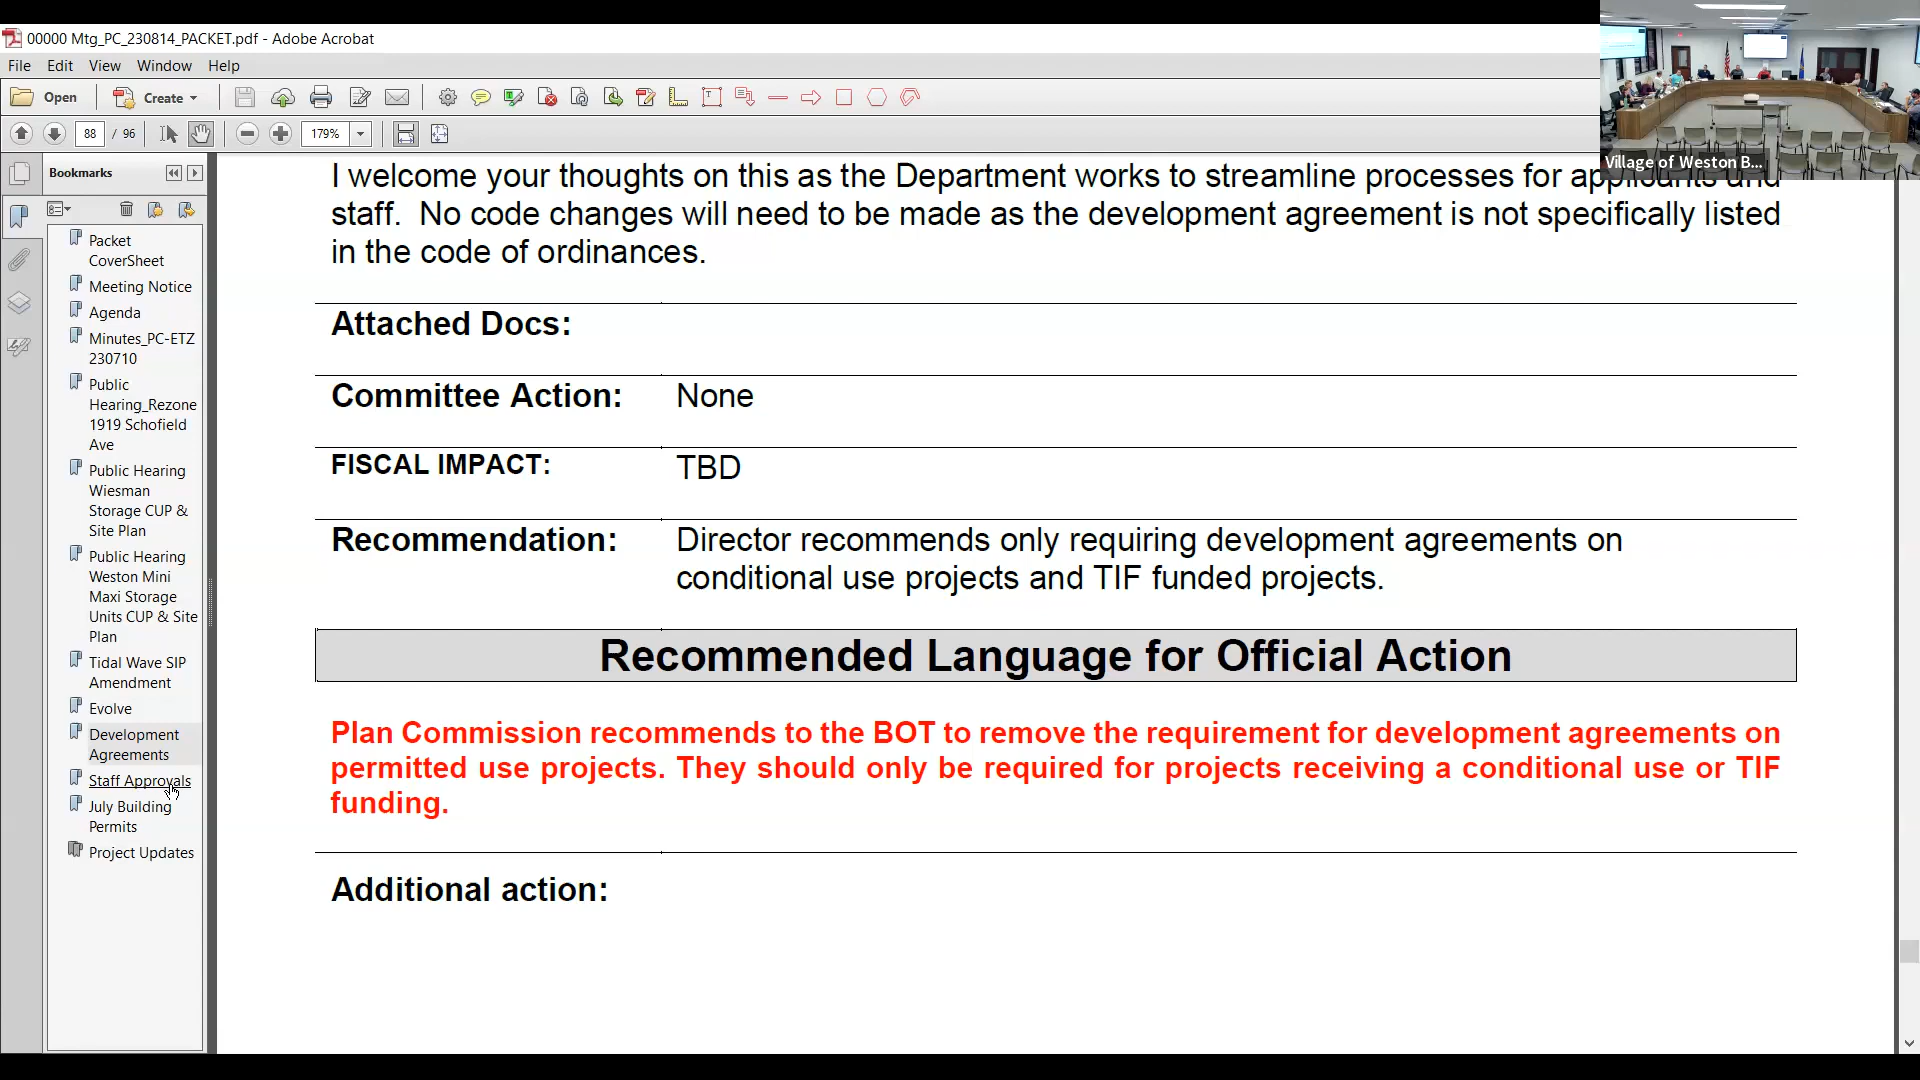 00000 Mtg_PC_230814_PACKET.pdf - Adobe Acrobat
File Edit View Window Help
Open Create
88 / 96 179%
Village of Weston B...
Bookmarks
Packet
CoverSheet
Meeting Notice
Agenda
Minutes_PC-ETZ
230710
Public
Hearing_Rezone
1919 Schofield
Ave
Public Hearing
Wiesman
Storage CUP &
Site Plan
Public Hearing
Weston Mini
Maxi Storage
Units CUP & Site
Plan
Tidal Wave SIP
Amendment
Evolve
Development
Agreements
Staff Approvals
July Building
Permits
Project Updates
I welcome your thoughts on this as the Department works to streamline processes for applicants and
staff. No code changes will need to be made as the development agreement is not specifically listed
in the code of ordinances.
Attached Docs:
Committee Action: None
FISCAL IMPACT: TBD
Recommendation: Director recommends only requiring development agreements on
conditional use projects and TIF funded projects.
Recommended Language for Official Action
Plan Commission recommends to the BOT to remove the requirement for development agreements on
permitted use projects. They should only be required for projects receiving a conditional use or TIF
funding.
Additional action: